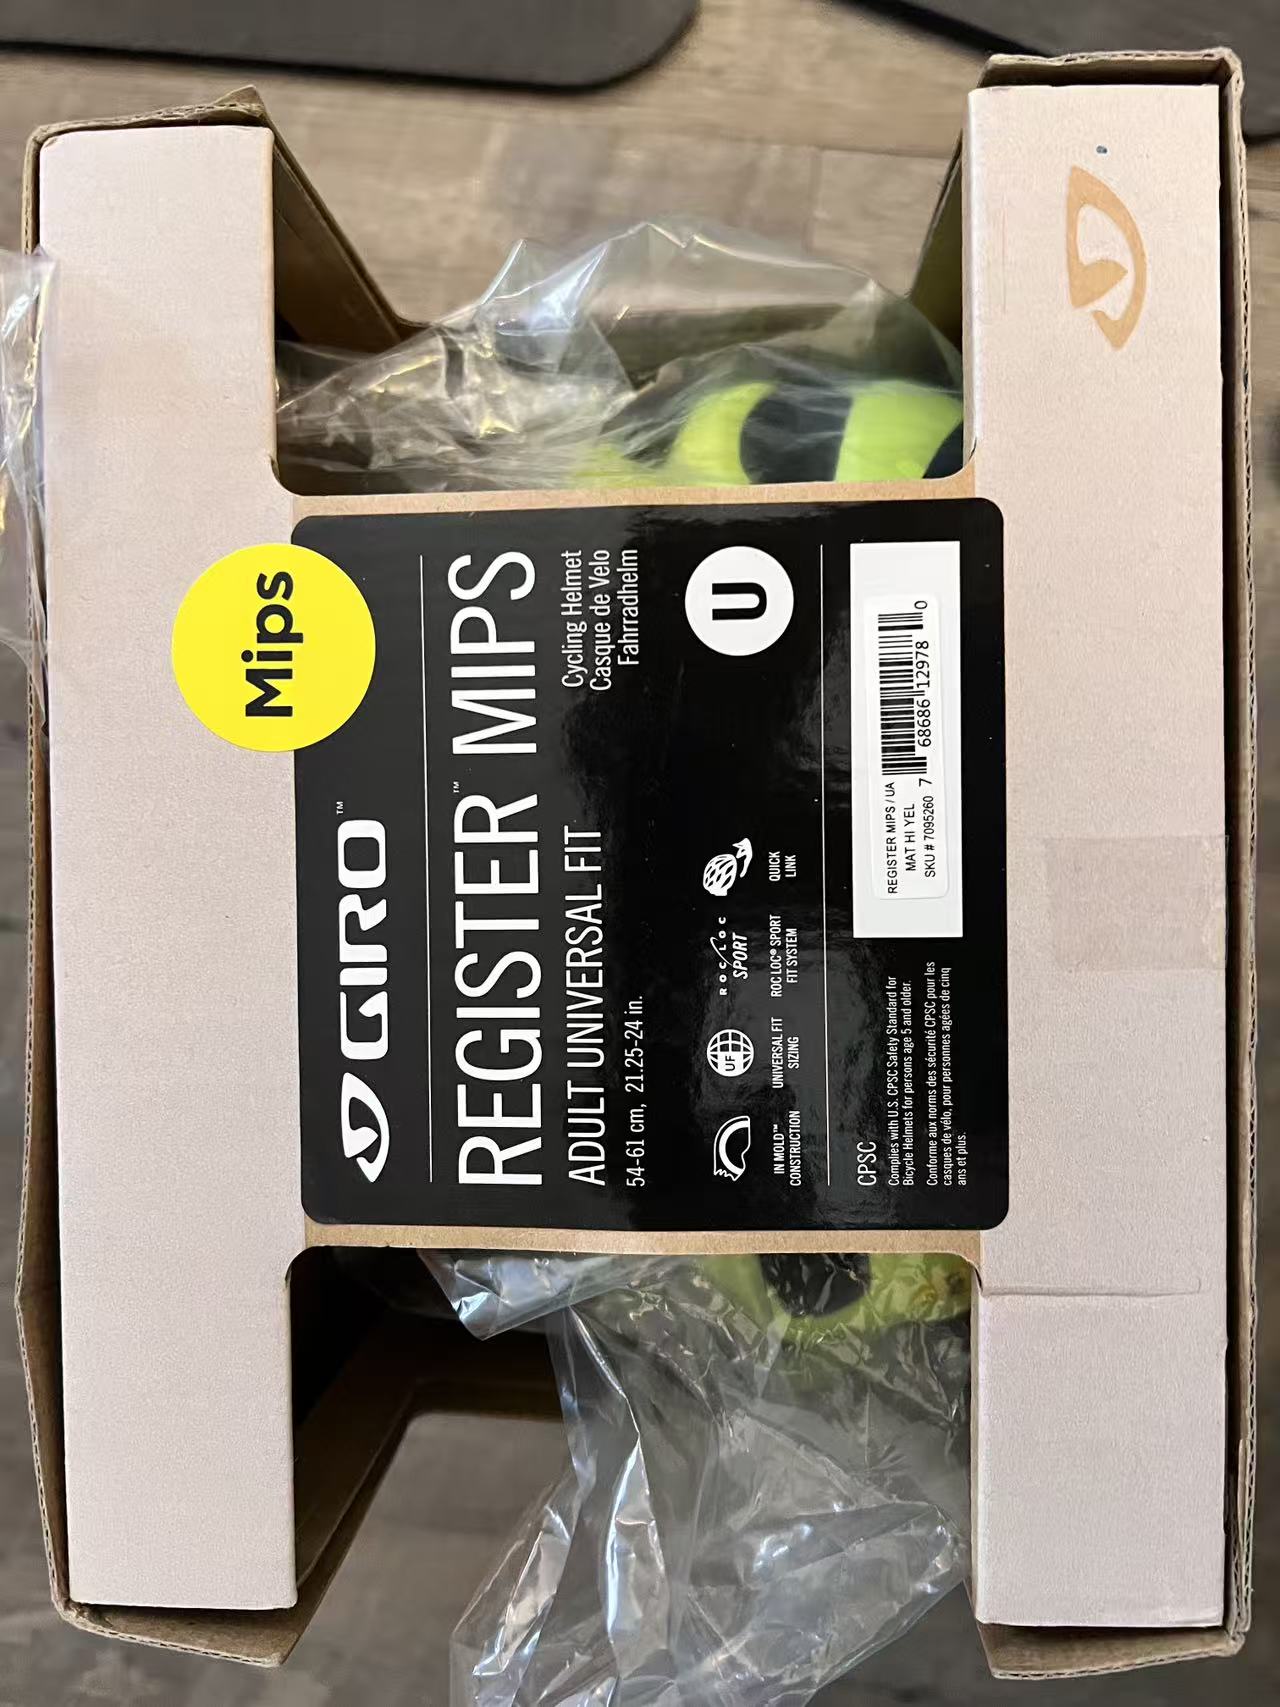 Mips
GIRO™
REGISTER™ MIPS
ADULT UNIVERSAL FIT
54-61 cm, 21.25-24 in.
Cycling Helmet
Casque de Velo
Fahrradhelm
U
IN MOLD™
CONSTRUCTION
UF
UNIVERSAL FIT
SIZING
ROC LOC
SPORT
ROC LOC® SPORT
FIT SYSTEM
QUICK
LINK
CPSC
Complies with U.S. CPSC Safety Standard for
Bicycle Helmets for persons age 5 and older.
Conforme aux normes des sécurité CPSC pour les
casques de vélo, pour personnes agées de cinq
ans et plus.
REGISTER MIPS / UA
MAT HI YEL
SKU # 7095260
7 68686 12978 0